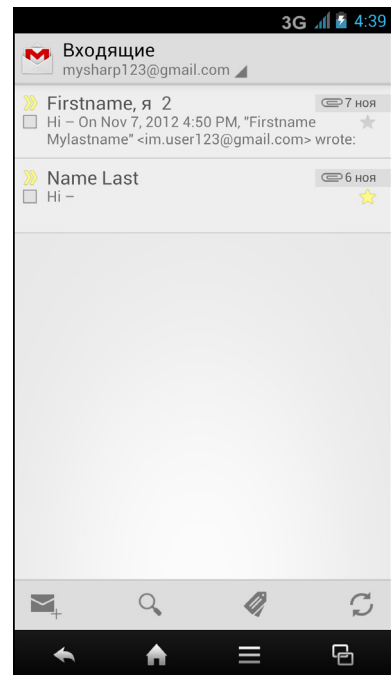 3G 4:39
Входящие
mysharp123@gmail.com
Firstname, я 2 7 ноя
Hi – On Nov 7, 2012 4:50 PM, "Firstname
Mylastname" <im.user123@gmail.com> wrote:
Name Last 6 ноя
Hi –